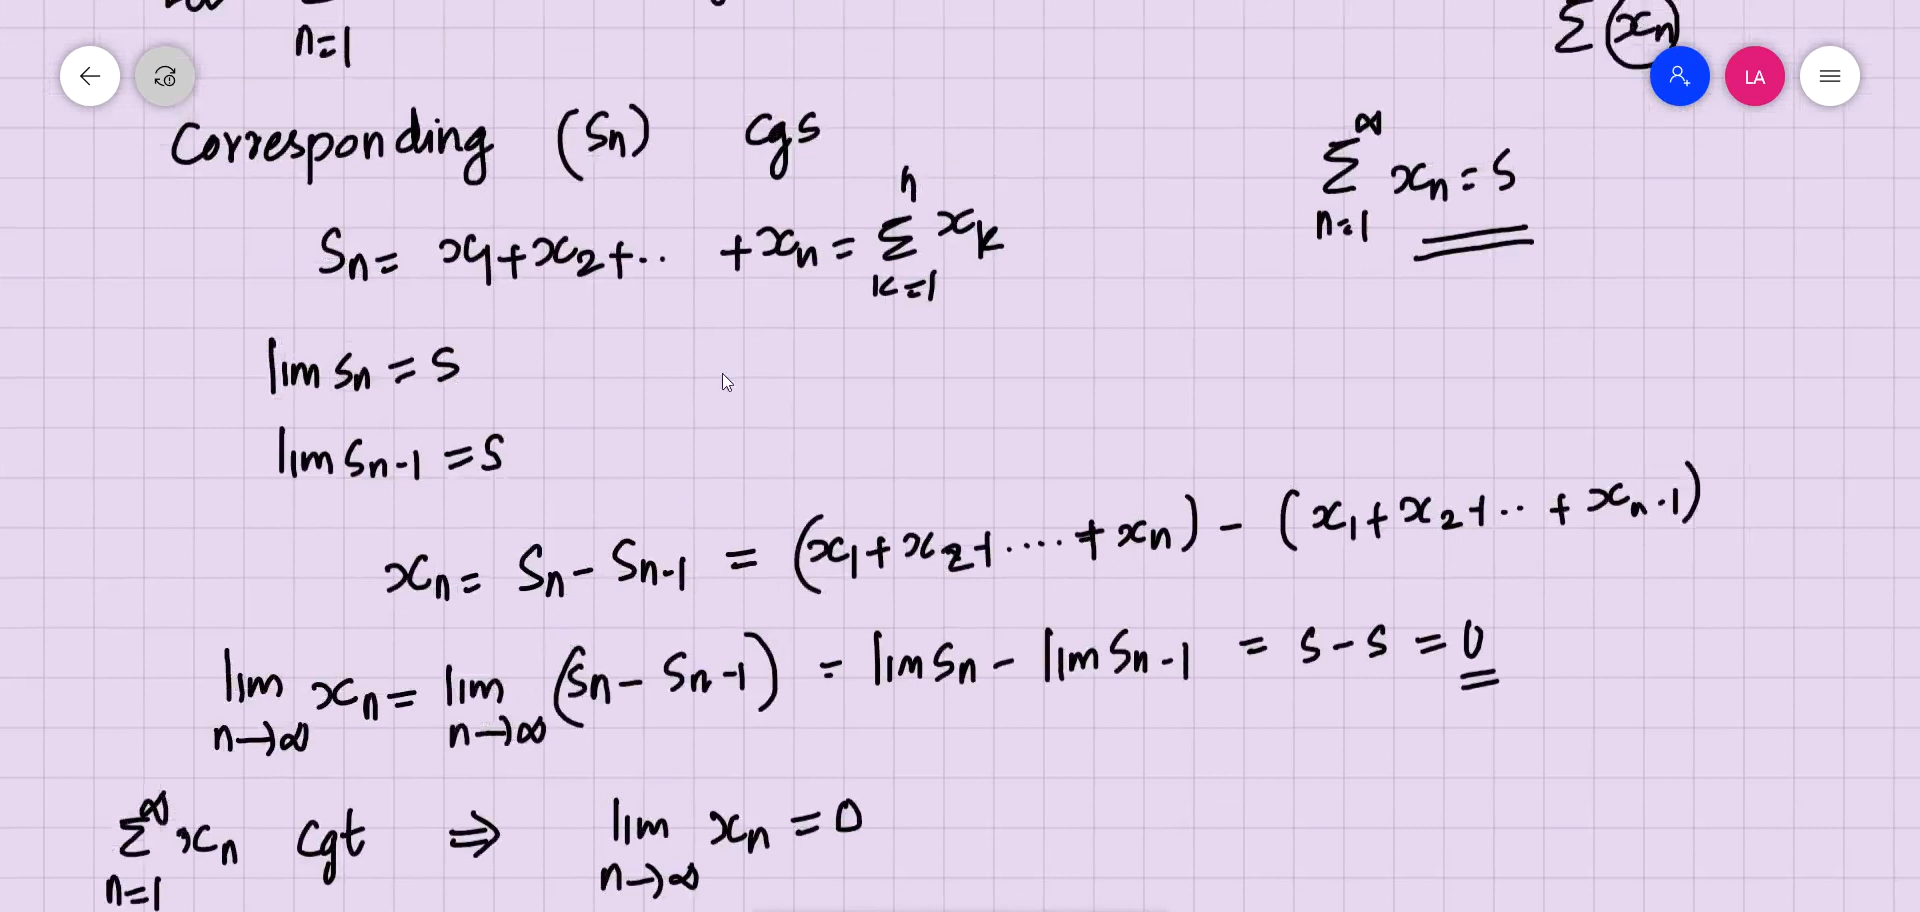 n=1
Σ xn
LA
Corresponding (Sn) cgs
∞
Σ xn = S
n=1
Sn = x1+x2+.. +xn = Σ xk
n
k=1
lim Sn = S
lim Sn-1 = S
xn = Sn - Sn-1 = (x1+x2+.....+xn) - (x1+x2+..+xn-1)
lim xn = lim (Sn - Sn-1) = lim Sn - lim Sn-1 = S - S = 0
n→∞ n→∞
∞
Σ xn cgt ⇒ lim xn = 0
n=1 n→∞